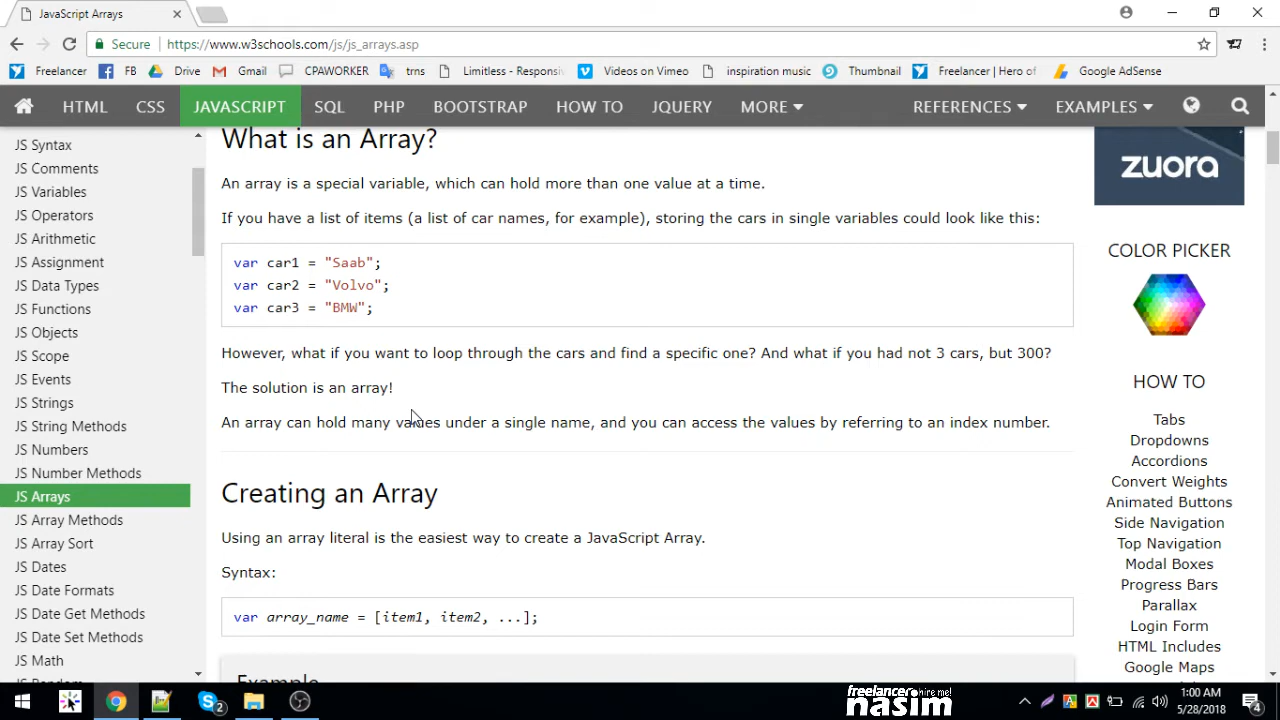 JavaScript Arrays
Secure
https://www.w3schools.com/js/js_arrays.asp
Freelancer
FB
Drive
Gmail
CPAWORKER
trns
Limitless - Responsi
Videos on Vimeo
inspiration music
Thumbnail
Freelancer | Hero of
Google AdSense
HTML
CSS
JAVASCRIPT
SQL
PHP
BOOTSTRAP
HOW TO
JQUERY
MORE
REFERENCES
EXAMPLES
JS Syntax
JS Comments
JS Variables
JS Operators
JS Arithmetic
JS Assignment
JS Data Types
JS Functions
JS Objects
JS Scope
JS Events
JS Strings
JS String Methods
JS Numbers
JS Number Methods
JS Arrays
JS Array Methods
JS Array Sort
JS Dates
JS Date Formats
JS Date Get Methods
JS Date Set Methods
JS Math
What is an Array?
An array is a special variable, which can hold more than one value at a time.
If you have a list of items (a list of car names, for example), storing the cars in single variables could look like this:
var car1 = "Saab";
var car2 = "Volvo";
var car3 = "BMW";
However, what if you want to loop through the cars and find a specific one? And what if you had not 3 cars, but 300?
The solution is an array!
An array can hold many values under a single name, and you can access the values by referring to an index number.
Creating an Array
Using an array literal is the easiest way to create a JavaScript Array.
Syntax:
var array_name = [item1, item2, ...];
Example
zuora
COLOR PICKER
HOW TO
Tabs
Dropdowns
Accordions
Convert Weights
Animated Buttons
Side Navigation
Top Navigation
Modal Boxes
Progress Bars
Parallax
Login Form
HTML Includes
Google Maps
2
freelancer hire me!
nasim
1:00 AM
5/28/2018
4